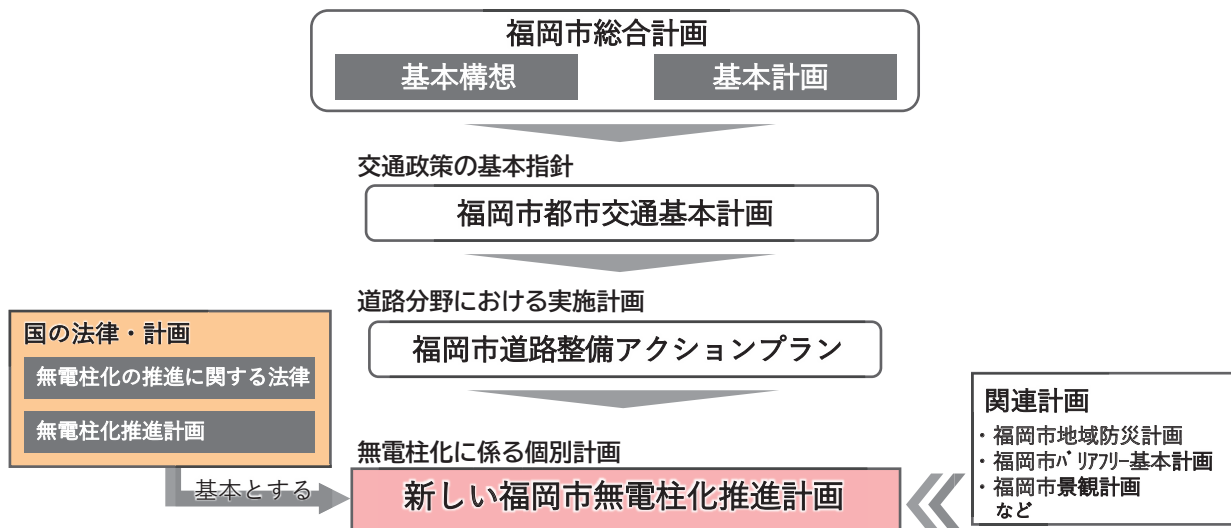 福岡市総合計画
基本構想
基本計画
交通政策の基本指針
福岡市都市交通基本計画
道路分野における実施計画
福岡市道路整備アクションプラン
国の法律・計画
無電柱化の推進に関する法律
無電柱化推進計画
基本とする
無電柱化に係る個別計画
新しい福岡市無電柱化推進計画
関連計画
・福岡市地域防災計画
・福岡市ﾊﾞﾘｱﾌﾘｰ基本計画
・福岡市景観計画
など